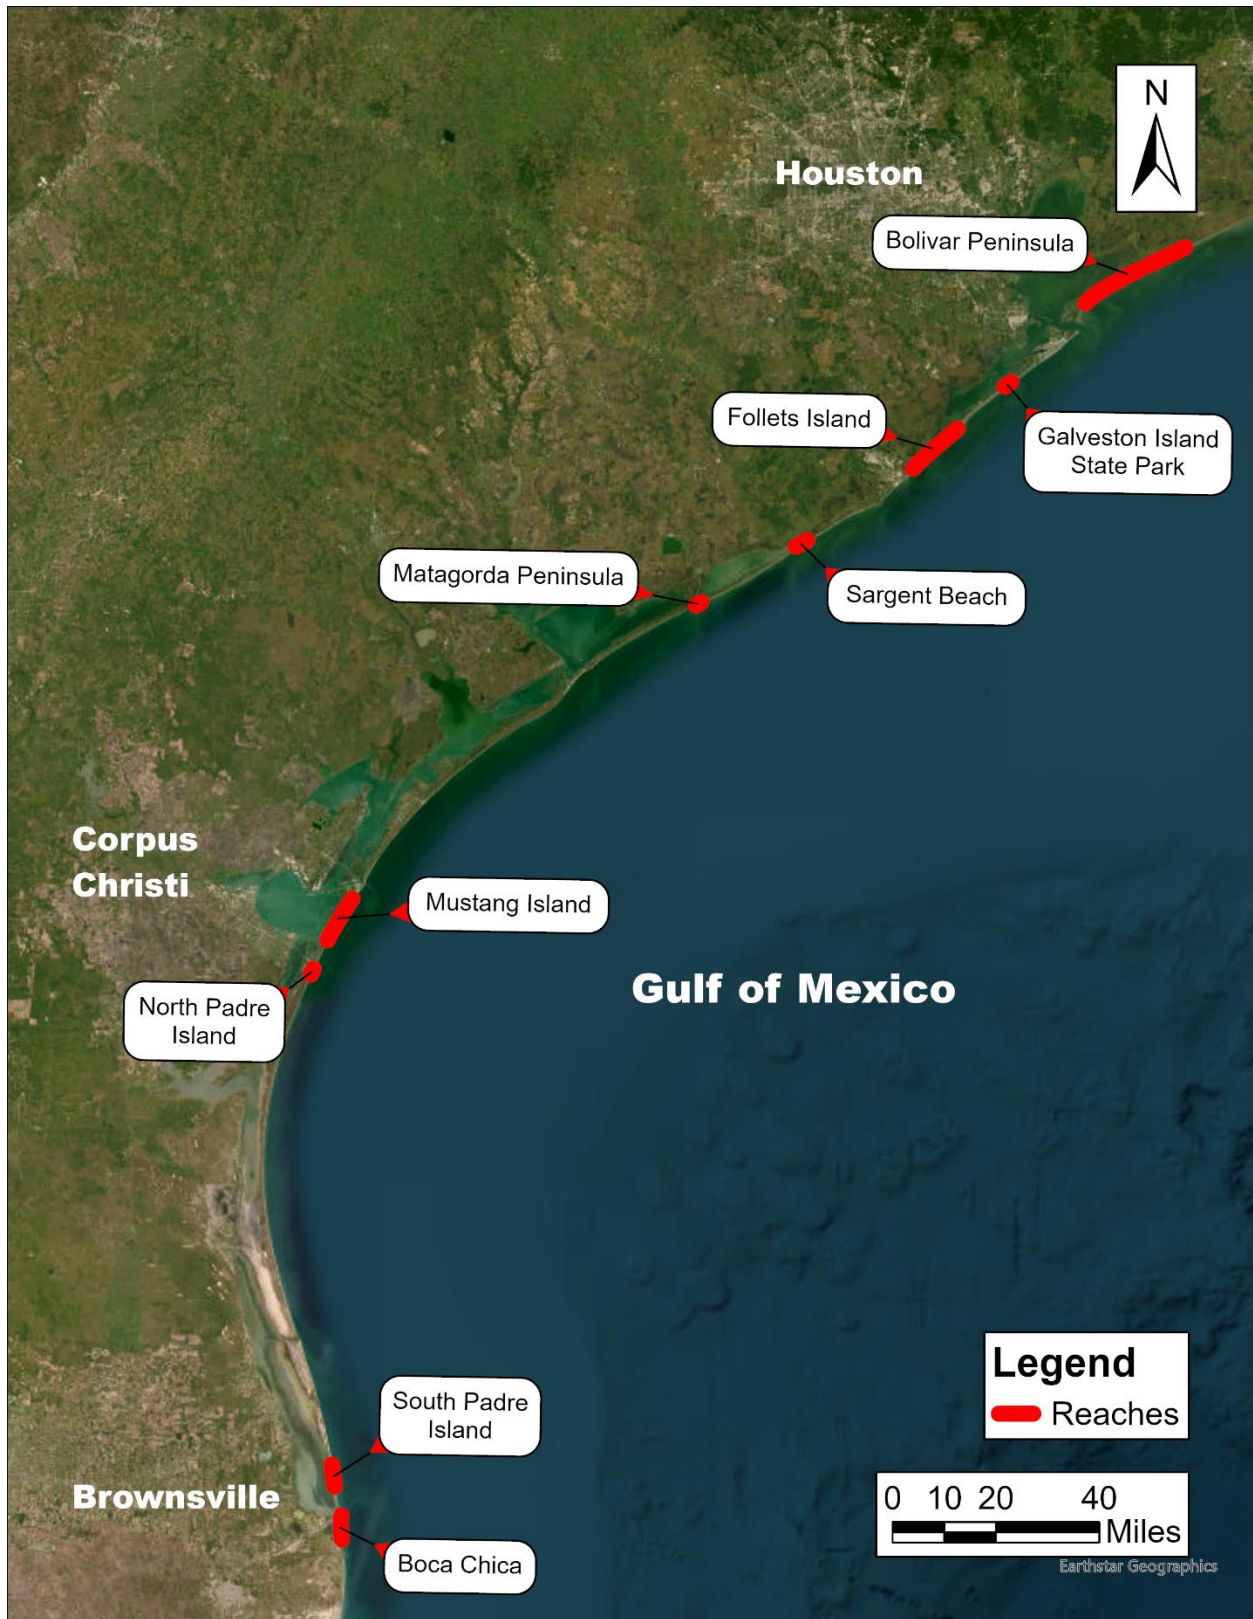 N
Houston
Bolivar Peninsula
Follets Island
Galveston Island
State Park
Matagorda Peninsula
Sargent Beach
Corpus
Christi
Mustang Island
Gulf of Mexico
North Padre
Island
South Padre
Island
Brownsville
Boca Chica
Legend
Reaches
0 10 20 40
Miles
Earthstar Geographics